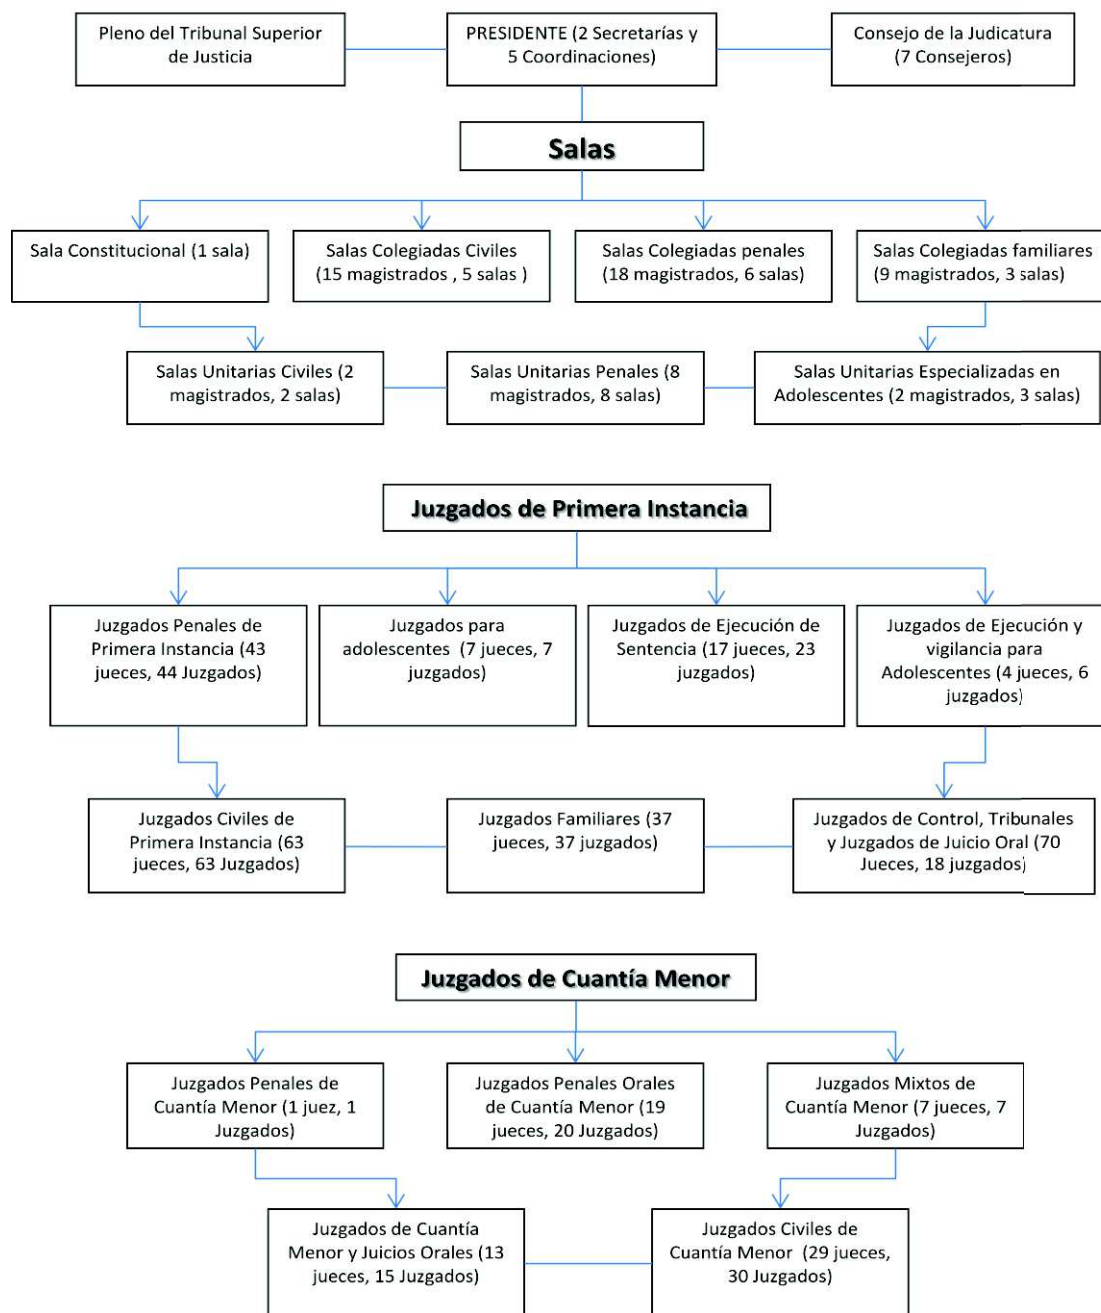 Pleno del Tribunal Superior
de Justicia
PRESIDENTE (2 Secretarías y
5 Coordinaciones)
Consejo de la Judicatura
(7 Consejeros)
Salas
Sala Constitucional (1 sala)
Salas Colegiadas Civiles
(15 magistrados , 5 salas )
Salas Colegiadas penales
(18 magistrados, 6 salas)
Salas Colegiadas familiares
(9 magistrados, 3 salas)
Salas Unitarias Civiles (2
magistrados, 2 salas)
Salas Unitarias Penales (8
magistrados, 8 salas)
Salas Unitarias Especializadas en
Adolescentes (2 magistrados, 3 salas)
Juzgados de Primera Instancia
Juzgados Penales de
Primera Instancia (43
jueces, 44 Juzgados)
Juzgados para
adolescentes (7 jueces, 7
juzgados)
Juzgados de Ejecución de
Sentencia (17 jueces, 23
juzgados)
Juzgados de Ejecución y
vigilancia para
Adolescentes (4 jueces, 6
juzgados)
Juzgados Civiles de
Primera Instancia (63
jueces, 63 Juzgados)
Juzgados Familiares (37
jueces, 37 juzgados)
Juzgados de Control, Tribunales
y Juzgados de Juicio Oral (70
Jueces, 18 juzgados)
Juzgados de Cuantía Menor
Juzgados Penales de
Cuantía Menor (1 juez, 1
Juzgados)
Juzgados Penales Orales
de Cuantía Menor (19
jueces, 20 Juzgados)
Juzgados Mixtos de
Cuantía Menor (7 jueces, 7
Juzgados)
Juzgados de Cuantía
Menor y Juicios Orales (13
jueces, 15 Juzgados)
Juzgados Civiles de
Cuantía Menor (29 jueces,
30 Juzgados)